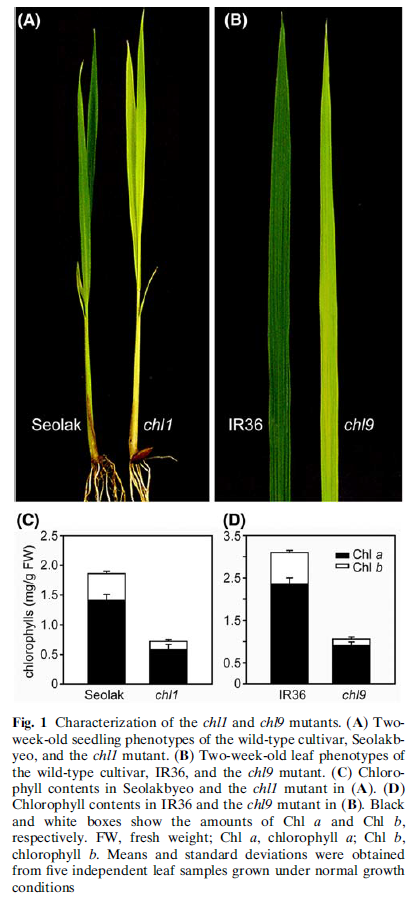 (A) (B)
Seolak chl1 IR36 chl9
(C) (D)
chlorophylls (mg/g FW)
2.5
2.0
1.5
1.0
0.5
0
Seolak chl1
3.5
2.5
1.5
0.5
0
Chl a
Chl b
IR36 chl9
Fig. 1 Characterization of the chl1 and chl9 mutants. (A) Two-
week-old seedling phenotypes of the wild-type cultivar, Seolakb-
yeo, and the chl1 mutant. (B) Two-week-old leaf phenotypes of
the wild-type cultivar, IR36, and the chl9 mutant. (C) Chloro-
phyll contents in Seolakbyeo and the chl1 mutant in (A). (D)
Chlorophyll contents in IR36 and the chl9 mutant in (B). Black
and white boxes show the amounts of Chl a and Chl b,
respectively. FW, fresh weight; Chl a, chlorophyll a; Chl b,
chlorophyll b. Means and standard deviations were obtained
from five independent leaf samples grown under normal growth
conditions